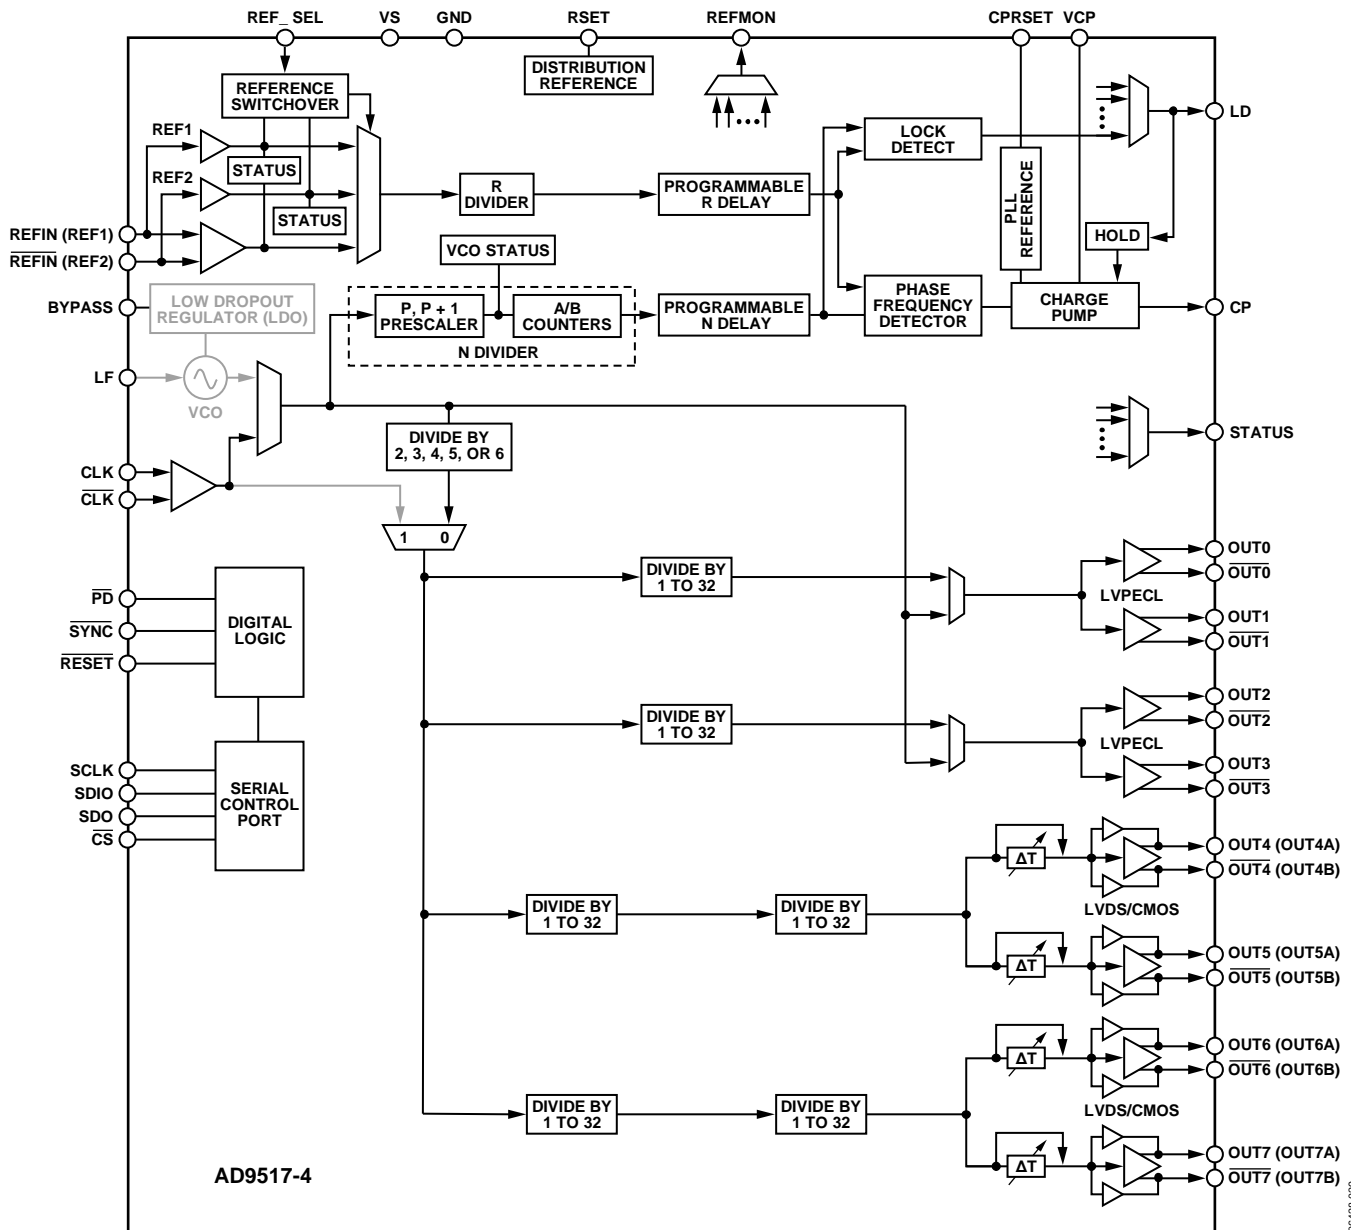 REF_ SEL VS GND RSET REFMON CPRSET VCP
DISTRIBUTION
REFERENCE
REFERENCE
SWITCHOVER
REF1
STATUS
REF2
STATUS
REFIN (REF1)
REFIN (REF2)
R
DIVIDER
PROGRAMMABLE
R DELAY
LOCK
DETECT
LD
PLL
REFERENCE
HOLD
VCO STATUS
BYPASS
LOW DROPOUT
REGULATOR (LDO)
P, P + 1
PRESCALER
A/B
COUNTERS
N DIVIDER
PROGRAMMABLE
N DELAY
PHASE
FREQUENCY
DETECTOR
CHARGE
PUMP
CP
LF
VCO
STATUS
DIVIDE BY
2, 3, 4, 5, OR 6
CLK
CLK
1 0
DIVIDE BY
1 TO 32
LVPECL
OUT0
OUT0
OUT1
OUT1
PD
SYNC
RESET
DIGITAL
LOGIC
DIVIDE BY
1 TO 32
LVPECL
OUT2
OUT2
OUT3
OUT3
SCLK
SDIO
SDO
CS
SERIAL
CONTROL
PORT
DIVIDE BY
1 TO 32
DIVIDE BY
1 TO 32
ΔT
OUT4 (OUT4A)
OUT4 (OUT4B)
LVDS/CMOS
ΔT
OUT5 (OUT5A)
OUT5 (OUT5B)
DIVIDE BY
1 TO 32
DIVIDE BY
1 TO 32
ΔT
OUT6 (OUT6A)
OUT6 (OUT6B)
LVDS/CMOS
ΔT
OUT7 (OUT7A)
OUT7 (OUT7B)
AD9517-4